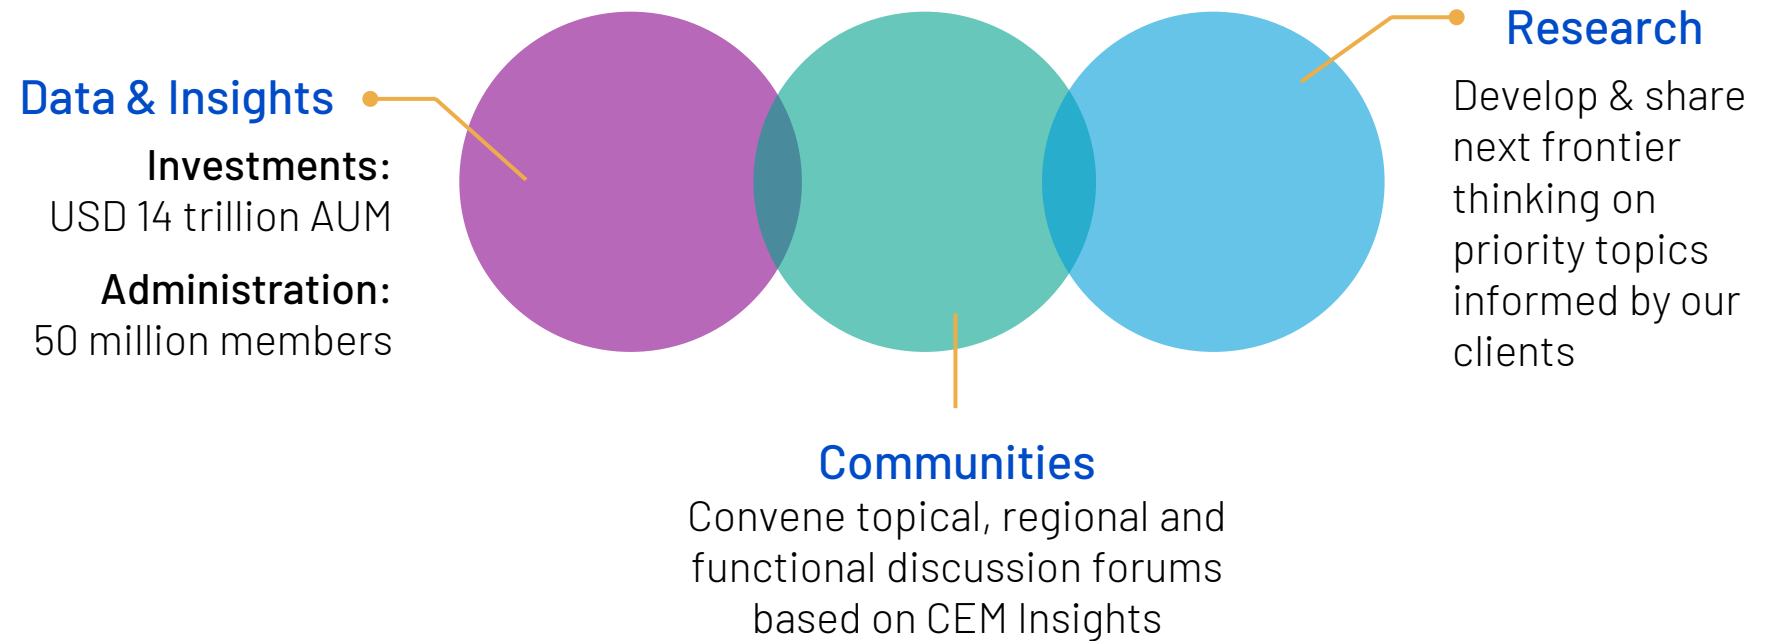 Data & Insights
Investments:
USD 14 trillion AUM
Administration:
50 million members
Research
Develop & share
next frontier
thinking on
priority topics
informed by our
clients
Communities
Convene topical, regional and
functional discussion forums
based on CEM Insights